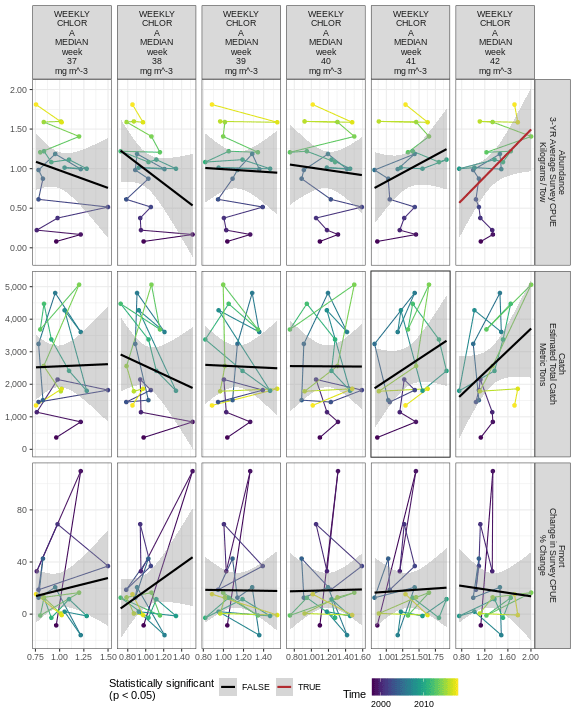 WEEKLY
CHLOR
A
MEDIAN
week
37
mg m^-3
WEEKLY
CHLOR
A
MEDIAN
week
38
mg m^-3
WEEKLY
CHLOR
A
MEDIAN
week
39
mg m^-3
WEEKLY
CHLOR
A
MEDIAN
week
40
mg m^-3
WEEKLY
CHLOR
A
MEDIAN
week
41
mg m^-3
WEEKLY
CHLOR
A
MEDIAN
week
42
mg m^-3
2.00
1.50
1.00
0.50
0.00
Abundance
3-YR Average Survey CPUE
Kilograms / Tow
5,000
4,000
3,000
2,000
1,000
0
Catch
Estimated Total Catch
Metric Tons
80
40
0
Fmort
Change in Survey CPUE
% Change
0.75 1.00 1.25 1.50
0.80 1.00 1.20 1.40
0.80 1.00 1.20 1.40
0.80 1.00 1.20 1.40 1.60
1.00 1.25 1.50 1.75
0.80 1.20 1.60 2.00
Statistically significant
(p < 0.05)
FALSE
TRUE
Time
2000 2010